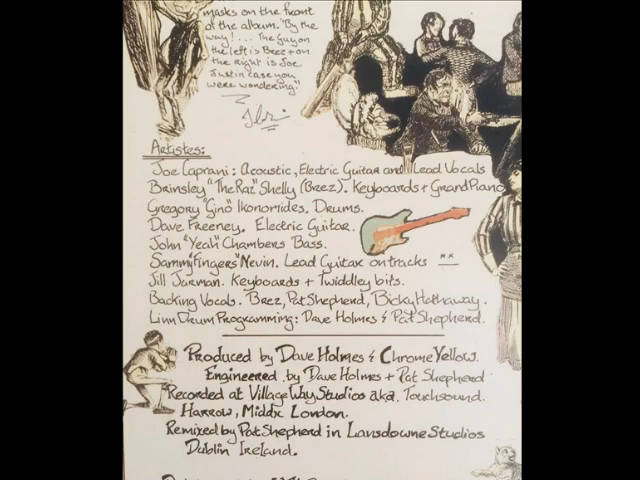 masks on the front
of the album. "By the
way! ... The Guy on
the left is Brez + on
the right is Joe
Justin case you
were wondering."
Artistes:
Joe Caprani: Acoustic, Electric Guitar and Lead Vocals
Brinsley "The Raz" Shelly (Brez). Keyboards + Grand Piano
Gregory "Gino" Ikonomides. Drums.
Dave Freeney. Electric Guitar.
John "Yeah" Chambers Bass.
Sammy "Fingers" Nevin. Lead Guitar on tracks **
Jill Jarman. Keyboards + Twiddley bits.
Backing Vocals. Brez, Pat Shepherd, Bicky Hathaway.
Linn Drum Programming: Dave Holmes & Pat Shepherd.
Produced by Dave Holmes & Chrome Yellow.
Engineered by Dave Holmes + Pat Shepherd
Recorded at Village Way Studios aka. Touchsound.
Harrow, Middx London.
Remixed by Pat Shepherd in Lansdowne Studios
Dublin Ireland.